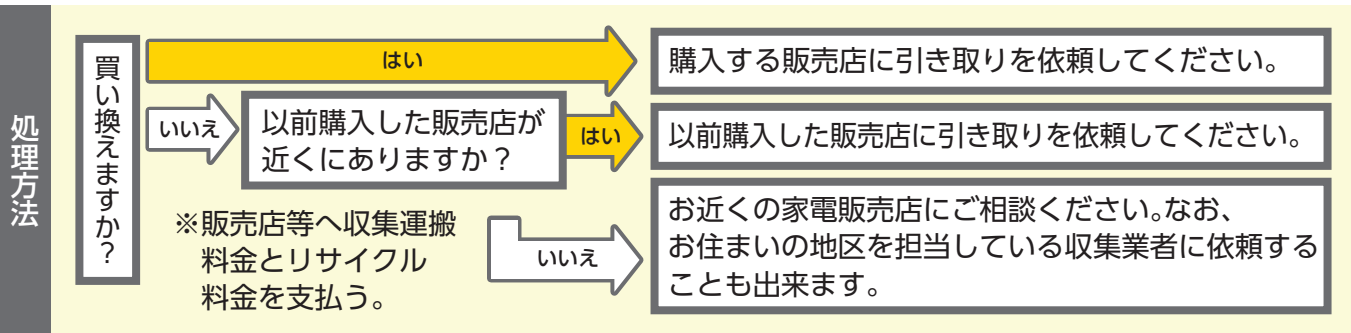 処理方法
買い換えますか？
はい
購入する販売店に引き取りを依頼してください。
いいえ
以前購入した販売店が
近くにありますか？
はい
以前購入した販売店に引き取りを依頼してください。
いいえ
お近くの家電販売店にご相談ください。なお、
お住まいの地区を担当している収集業者に依頼する
ことも出来ます。
※販売店等へ収集運搬
料金とリサイクル
料金を支払う。